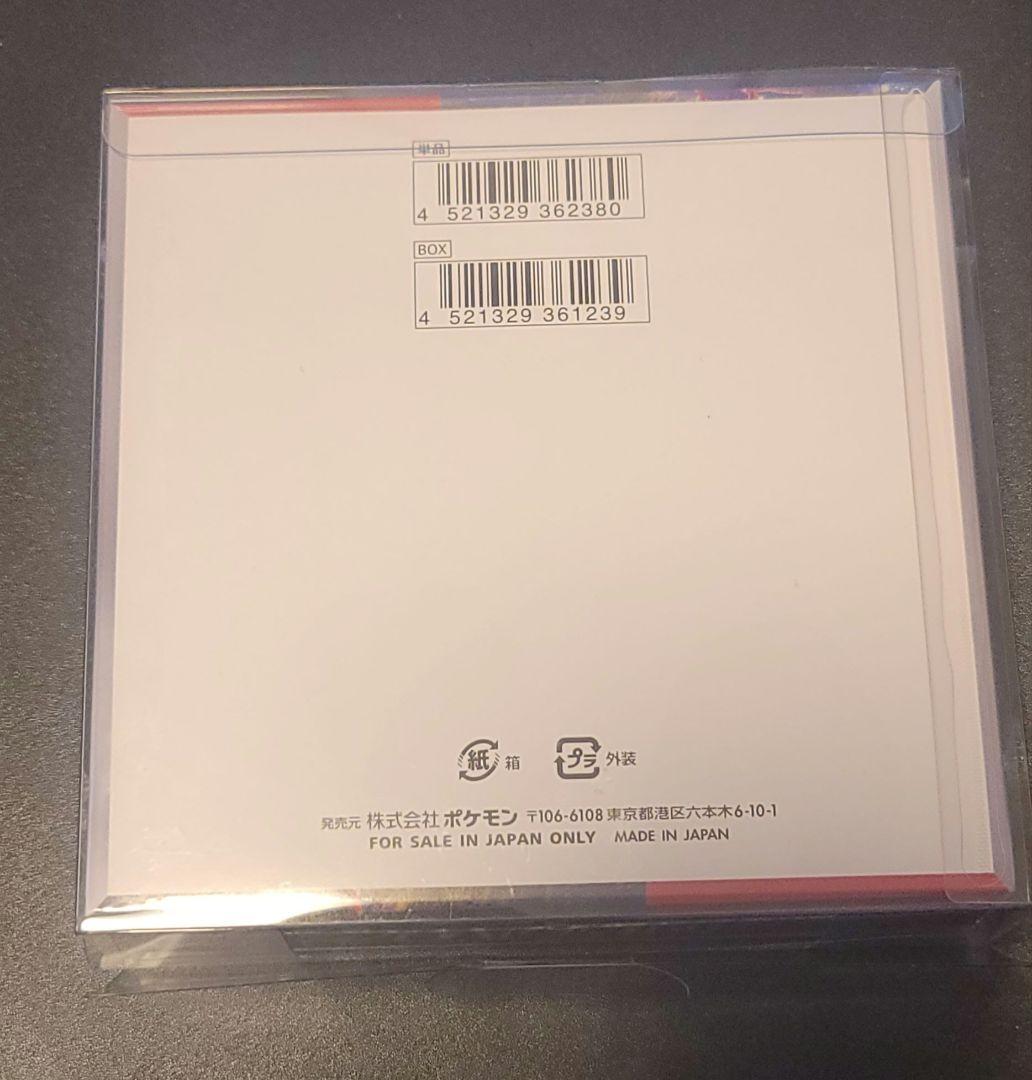 単品
4 521329 362380
BOX
4 521329 361239
紙 箱 プラ 外装
発売元 株式会社ポケモン 〒106-6108 東京都港区六本木6-10-1
FOR SALE IN JAPAN ONLY MADE IN JAPAN